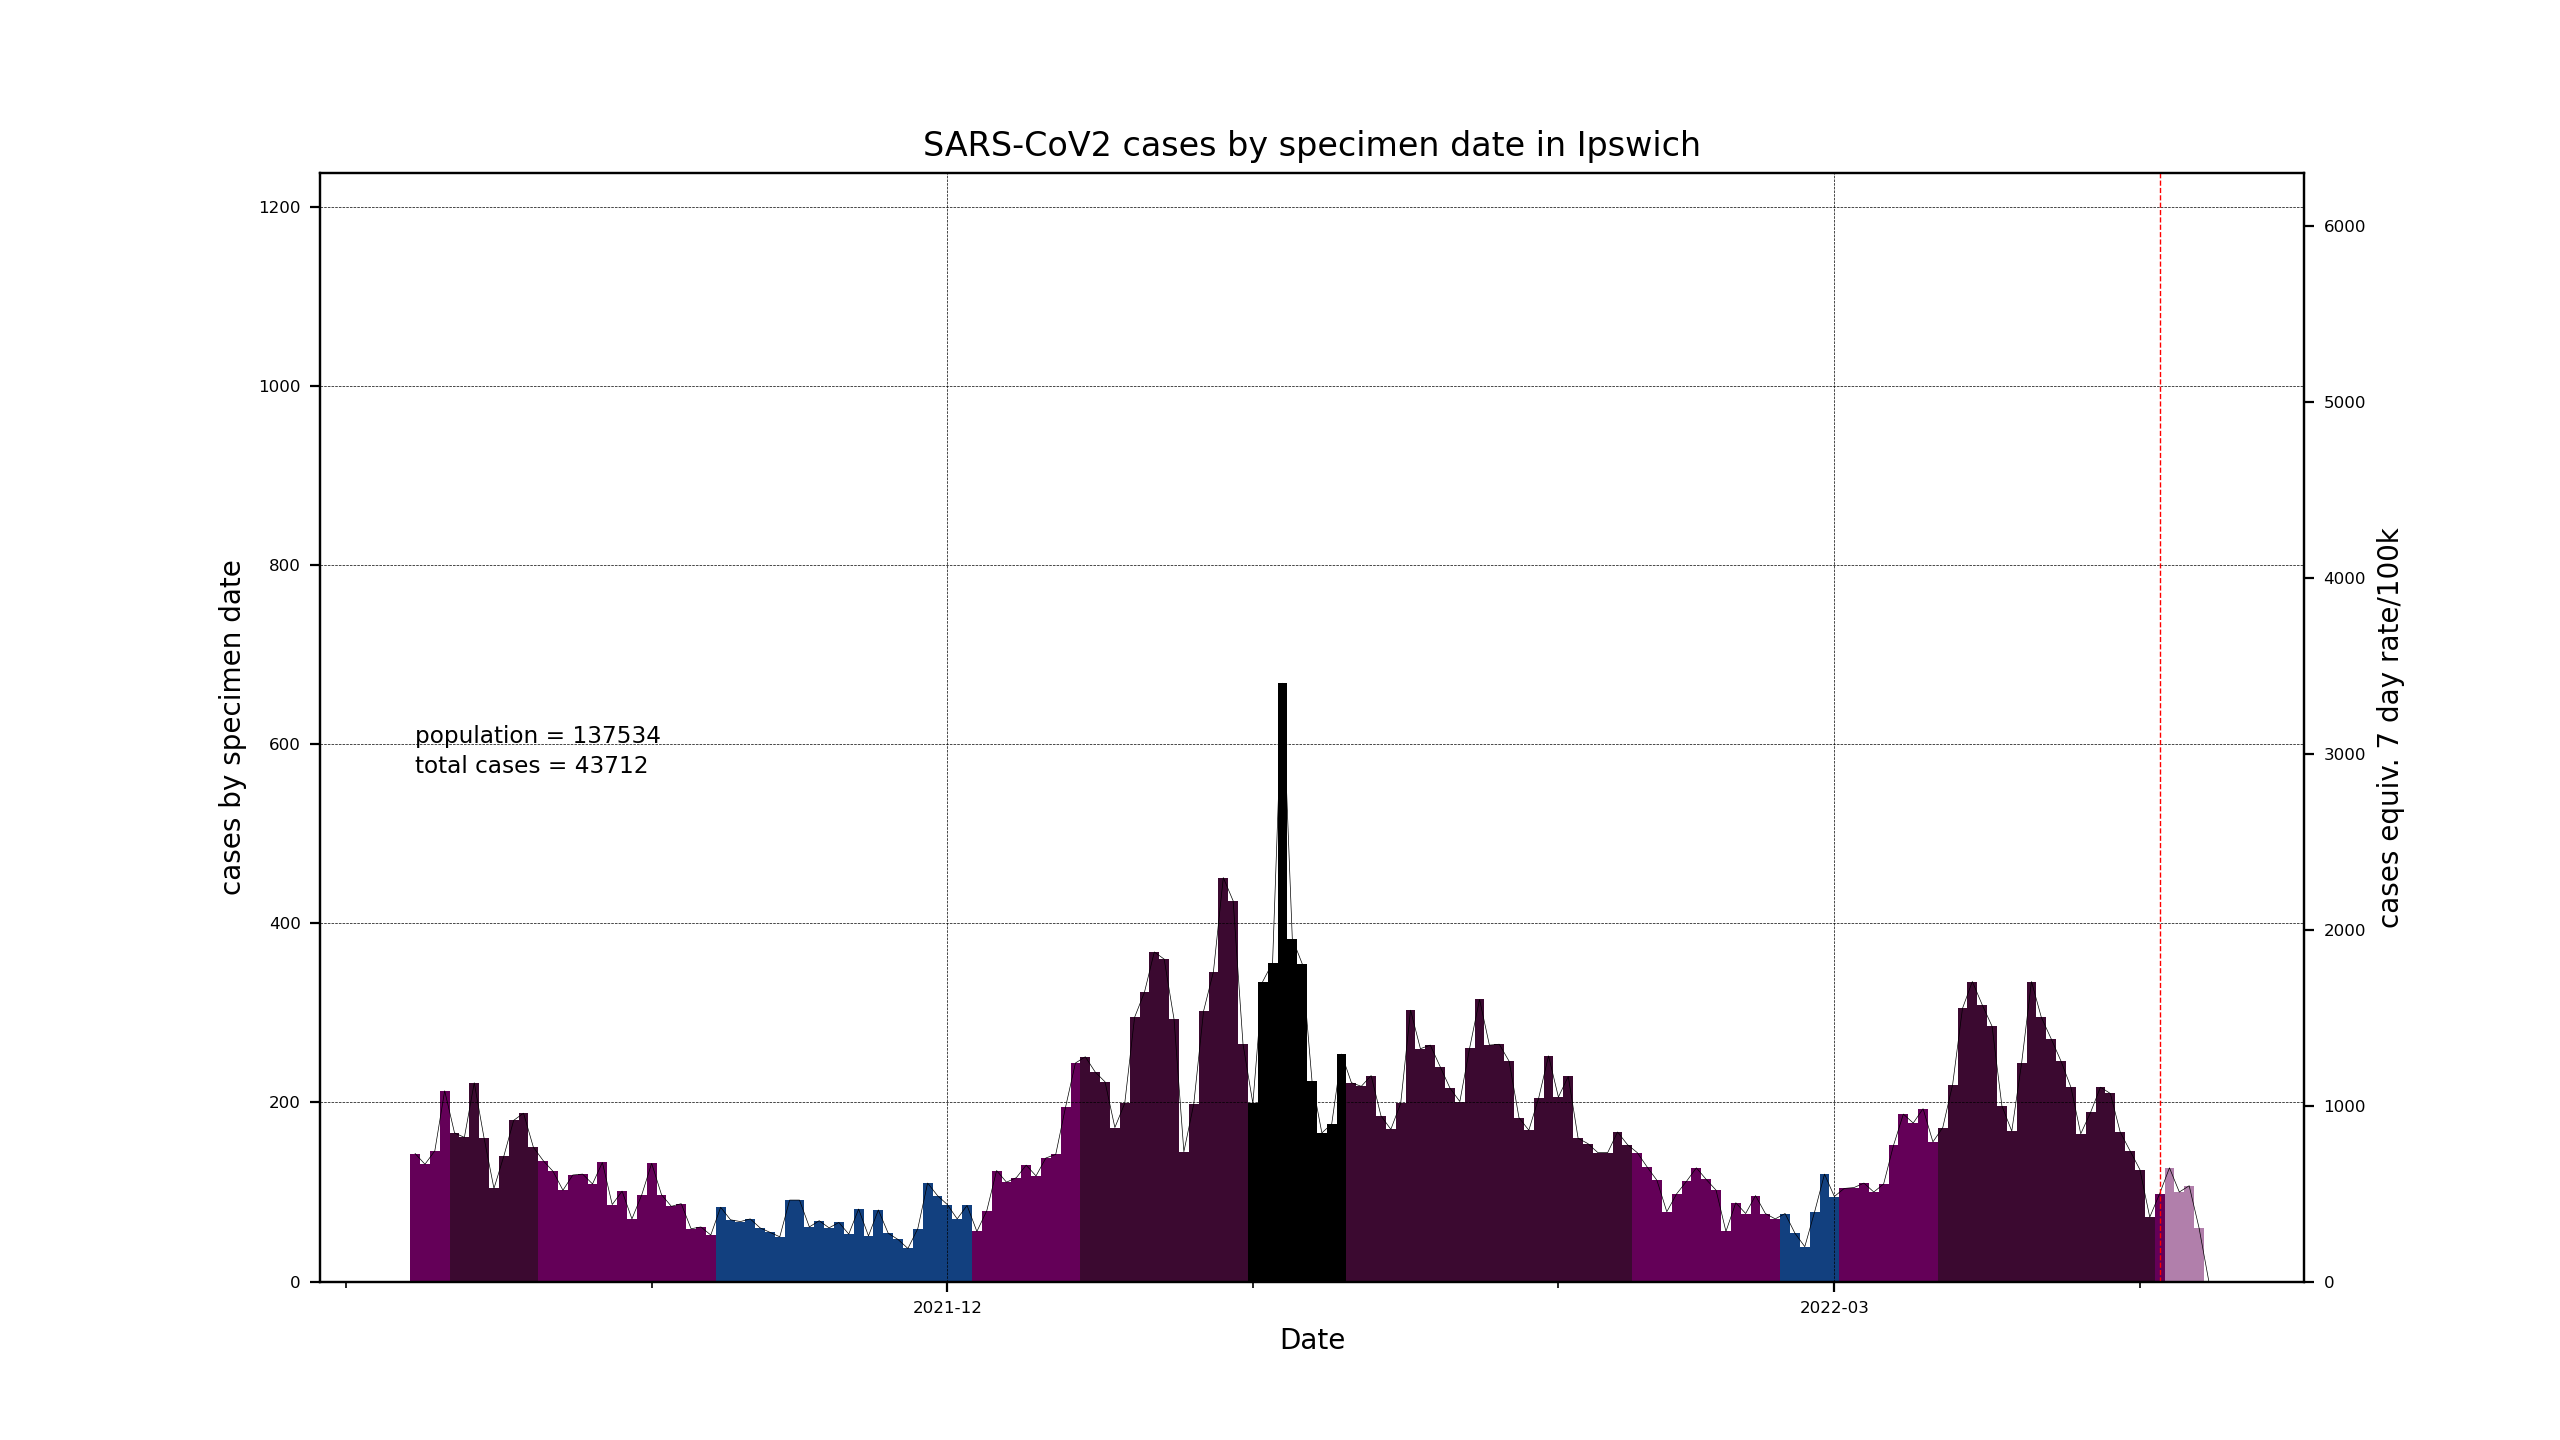 SARS-CoV2 cases by specimen date in Ipswich
1200
1000
800
600
400
200
0
cases by specimen date
population = 137534
total cases = 43712
6000
5000
4000
3000
2000
1000
0
cases equiv. 7 day rate/100k
2021-12
2022-03
Date